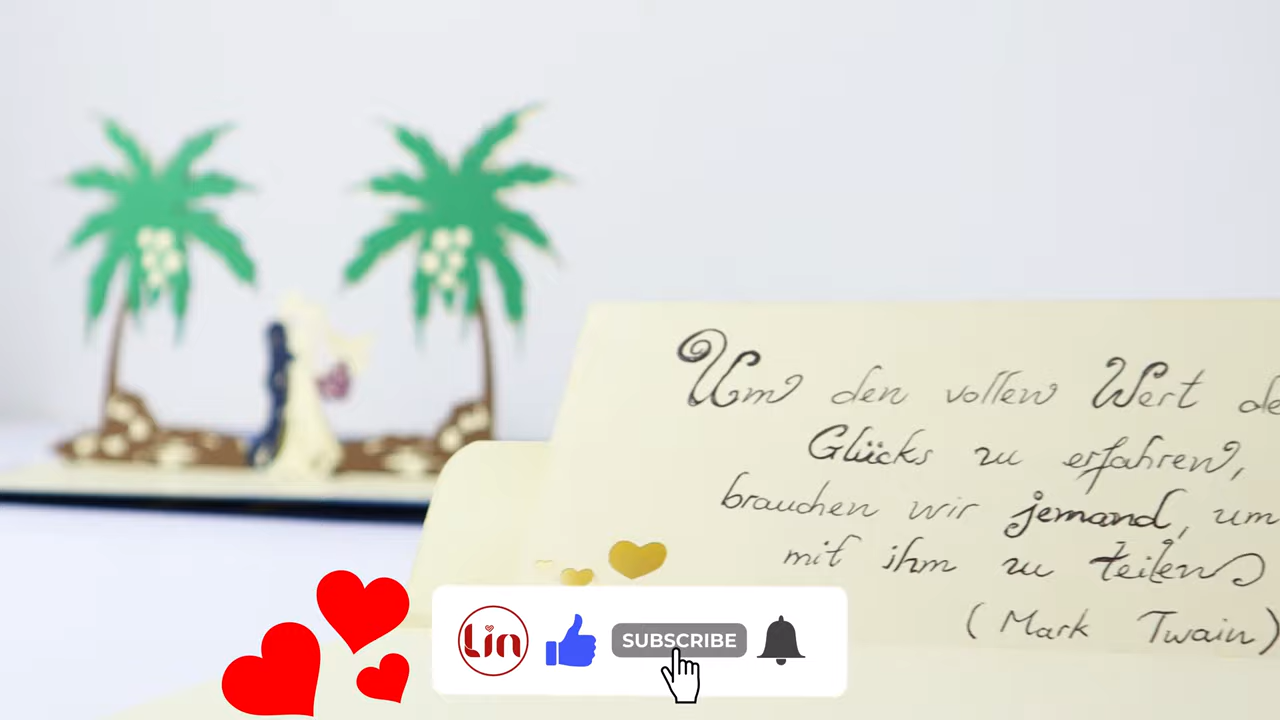 Um den vollen Wert de
Glücks zu erfahren,
brauchen wir jemand, um
mit ihm zu teilen
(Mark Twain)
Lin
SUBSCRIBE